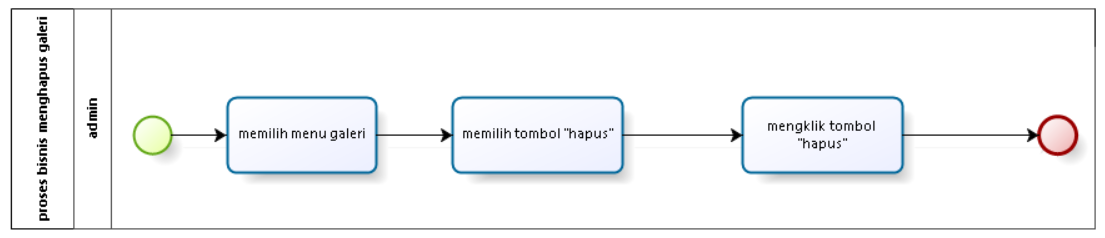 proses bisnis menghapus galeri
admin
memilih menu galeri
memilih tombol "hapus"
mengklik tombol
"hapus"